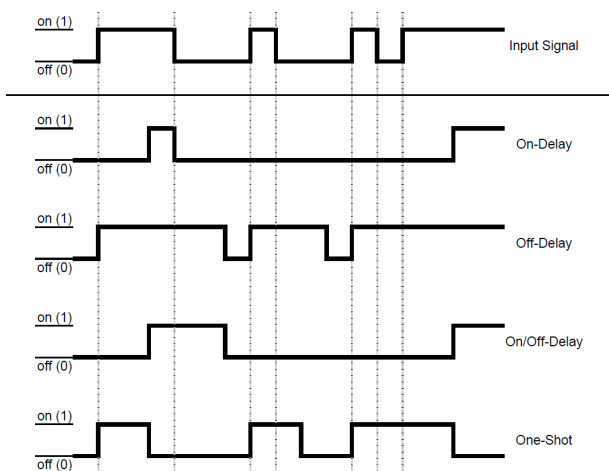 on (1)
Input Signal
off (0)
on (1)
On-Delay
off (0)
on (1)
Off-Delay
off (0)
on (1)
On/Off-Delay
off (0)
on (1)
One-Shot
off (0)